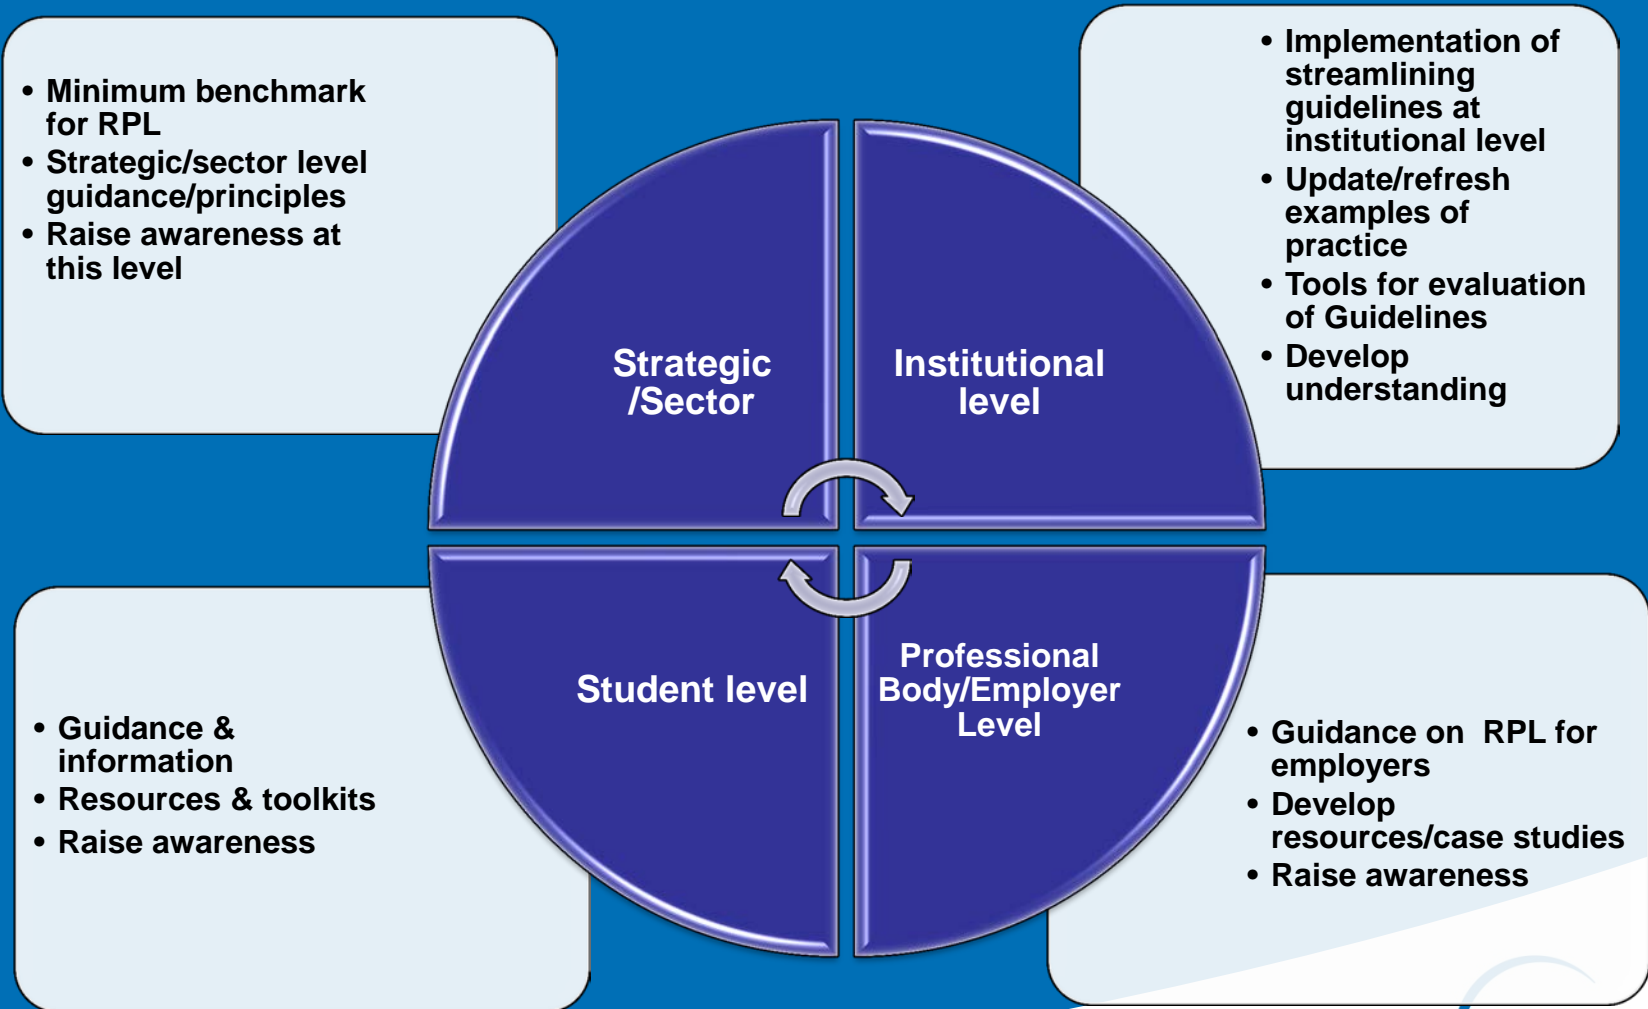 • Minimum benchmark
for RPL
• Strategic/sector level
guidance/principles
• Raise awareness at
this level
• Implementation of
streamlining
guidelines at
institutional level
• Update/refresh
examples of
practice
• Tools for evaluation
of Guidelines
• Develop
understanding
Strategic
/Sector
Institutional
level
Student level
Professional
Body/Employer
Level
• Guidance &
information
• Resources & toolkits
• Raise awareness
• Guidance on  RPL for
employers
• Develop
resources/case studies
• Raise awareness